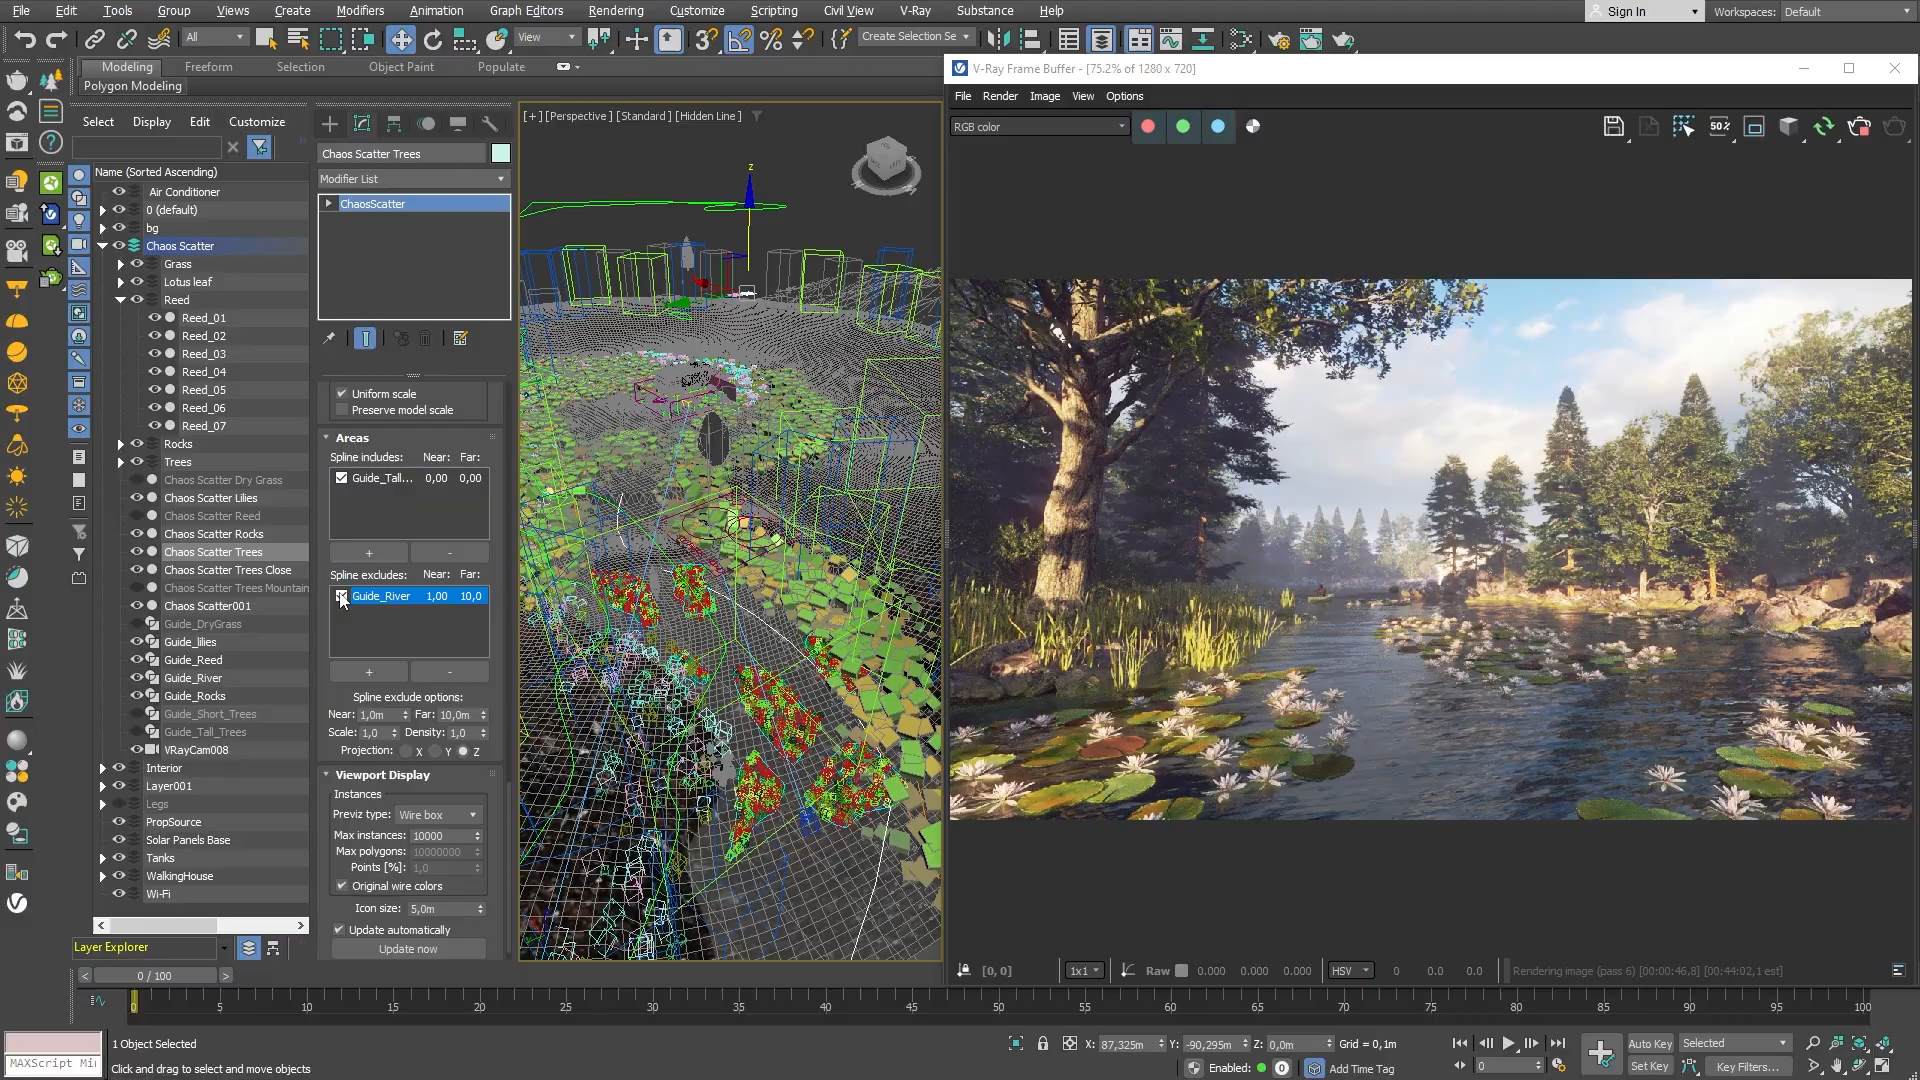 File Edit Tools Group Views Create Modifiers Animation Graph Editors Rendering Customize Scripting Civil View V-Ray Substance Help Sign In Workspaces: Default
All View Create Selection Se
Modeling Freeform Selection Object Paint Populate
Polygon Modeling
V-Ray Frame Buffer - [75.2% of 1280 x 720]
File Render Image View Options
RGB color
50%
Select Display Edit Customize
Name (Sorted Ascending)
Air Conditioner
0 (default)
bg
Chaos Scatter
Grass
Lotus leaf
Reed
Reed_01
Reed_02
Reed_03
Reed_04
Reed_05
Reed_06
Reed_07
Rocks
Trees
Chaos Scatter Dry Grass
Chaos Scatter Lilies
Chaos Scatter Reed
Chaos Scatter Rocks
Chaos Scatter Trees
Chaos Scatter Trees Close
Chaos Scatter Trees Mountain
Chaos Scatter001
Guide_DryGrass
Guide_lilies
Guide_Reed
Guide_River
Guide_Rocks
Guide_Short_Trees
Guide_Tall_Trees
VRayCam008
Interior
Layer001
Legs
PropSource
Solar Panels Base
Tanks
WalkingHouse
Wi-Fi
Layer Explorer
Chaos Scatter Trees
Modifier List
ChaosScatter
Uniform scale
Preserve model scale
Areas
Spline includes: Near: Far:
Guide_Tall... 0,00 0,00
+ -
Spline excludes: Near: Far:
Guide_River 1,00 10,0
+ -
Spline exclude options:
Near: 1,0m Far: 10,0m
Scale: 1,0 Density: 1,0
Projection: X Y Z
Viewport Display
Instances
Previz type: Wire box
Max instances: 10000
Max polygons: 10000000
Points [%]: 1,0
Original wire colors
Icon size: 5,0m
Update automatically
Update now
[+] [Perspective ] [Standard ] [Hidden Line ]
z
[0, 0] 1x1 Raw 0.000 0.000 0.000 HSV 0 0.0 0.0 Rendering image (pass 6) [00:00:46,8] [00:44:02,1 est]
< 0 / 100 >
0 5 10 15 20 25 30 35 40 45 50 55 60 65 70 75 80 85 90 95 100
MAXScript Mi
1 Object Selected
Click and drag to select and move objects
X: 87,325m Y: -90,295m Z: 0,0m Grid = 0,1m
Enabled: 0 Add Time Tag
0
Auto Key Selected
Set Key Key Filters...